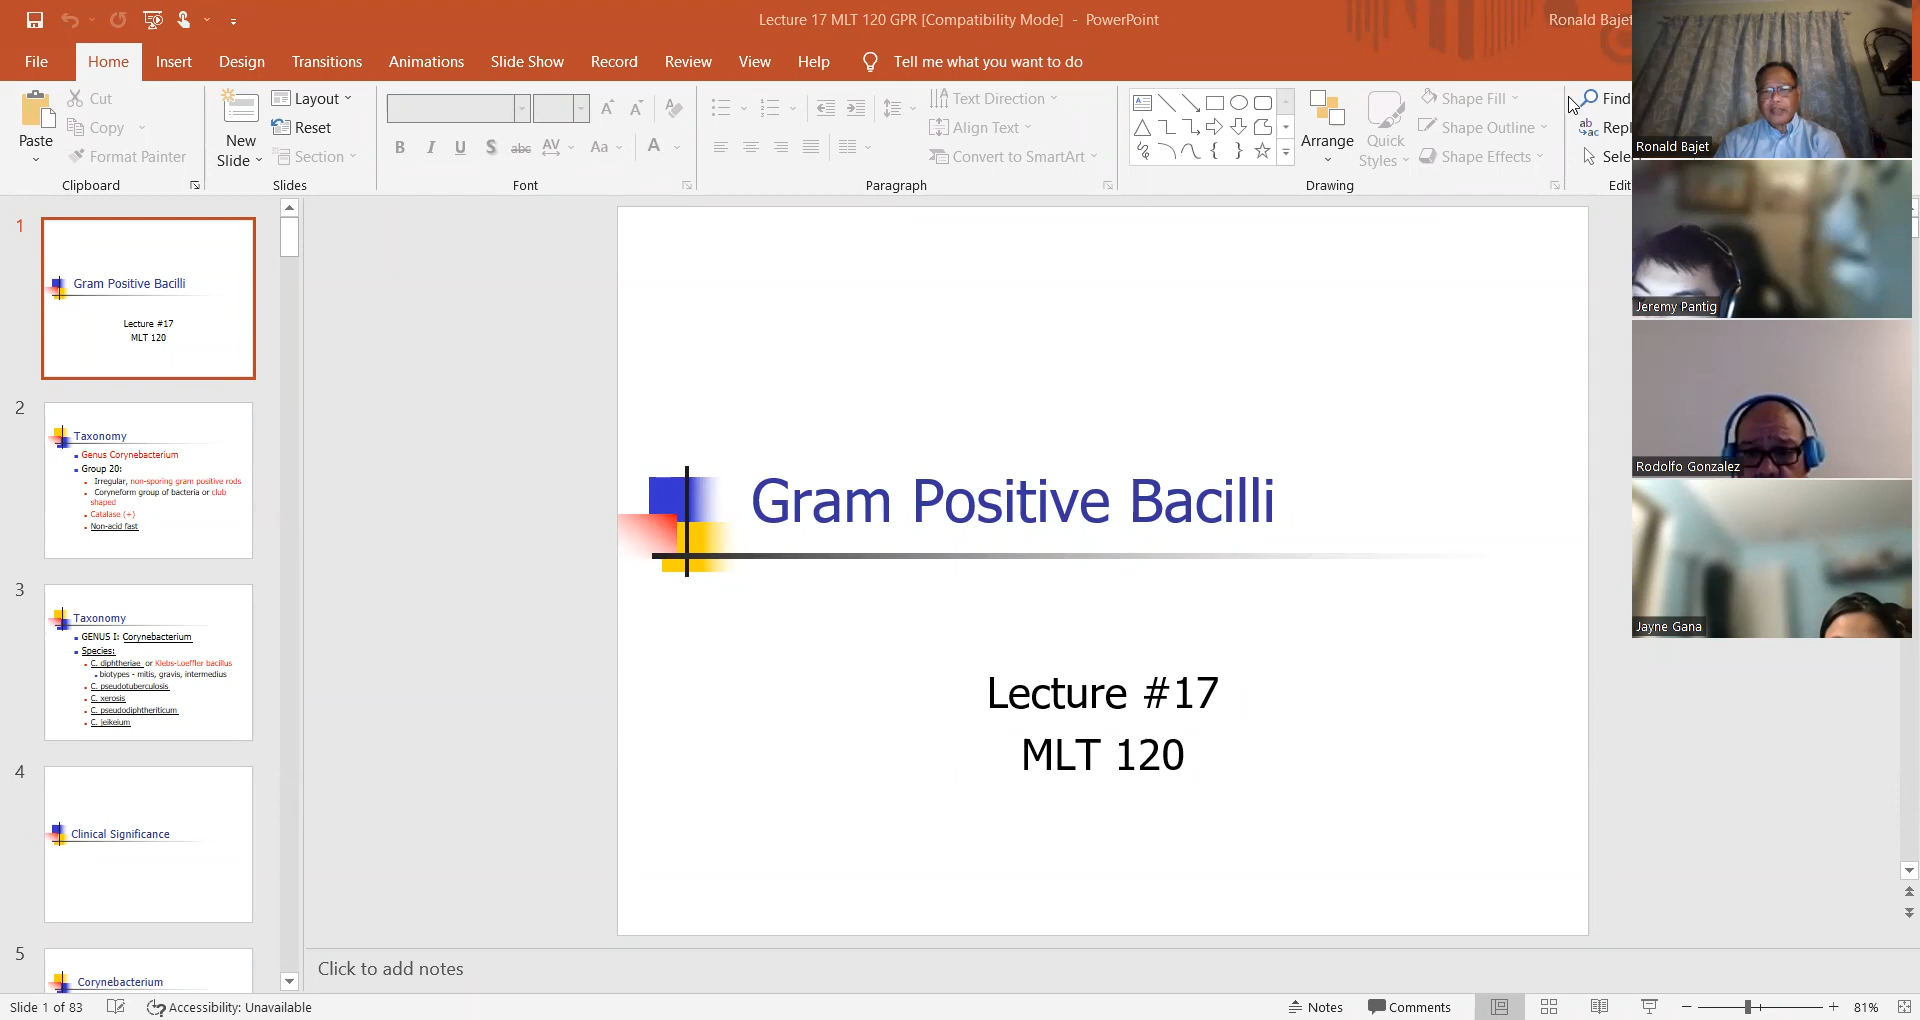 Lecture 17 MLT 120 GPR [Compatibility Mode] - PowerPoint
Ronald Bajet
File Home Insert Design Transitions Animations Slide Show Record Review View Help Tell me what you want to do
Paste
Cut
Copy
Format Painter
Clipboard
New Slide
Layout
Reset
Section
Slides
B I U S abc AV Aa A
Font
Text Direction
Align Text
Convert to SmartArt
Paragraph
Arrange
Quick Styles
Shape Fill
Shape Outline
Shape Effects
Drawing
Find
Repl
Sele
Edit
1
Gram Positive Bacilli
Lecture #17
MLT 120
2
Taxonomy
Genus Corynebacterium
Group 20:
Irregular, non-sporing gram positive rods
Coryneform group of bacteria or club
shaped
Catalase (+)
Non-acid fast
3
Taxonomy
GENUS I: Corynebacterium
Species:
C. diphtheriae or Klebs-Loeffler bacillus
biotypes - mitis, gravis, intermedius
C. pseudotuberculosis
C. xerosis
C. pseudodiphtheriticum
C. jeikeium
4
Clinical Significance
5
Corynebacterium
Gram Positive Bacilli
Lecture #17
MLT 120
Ronald Bajet
Jeremy Pantig
Rodolfo Gonzalez
Jayne Gana
Click to add notes
Slide 1 of 83
Accessibility: Unavailable
Notes
Comments
81%